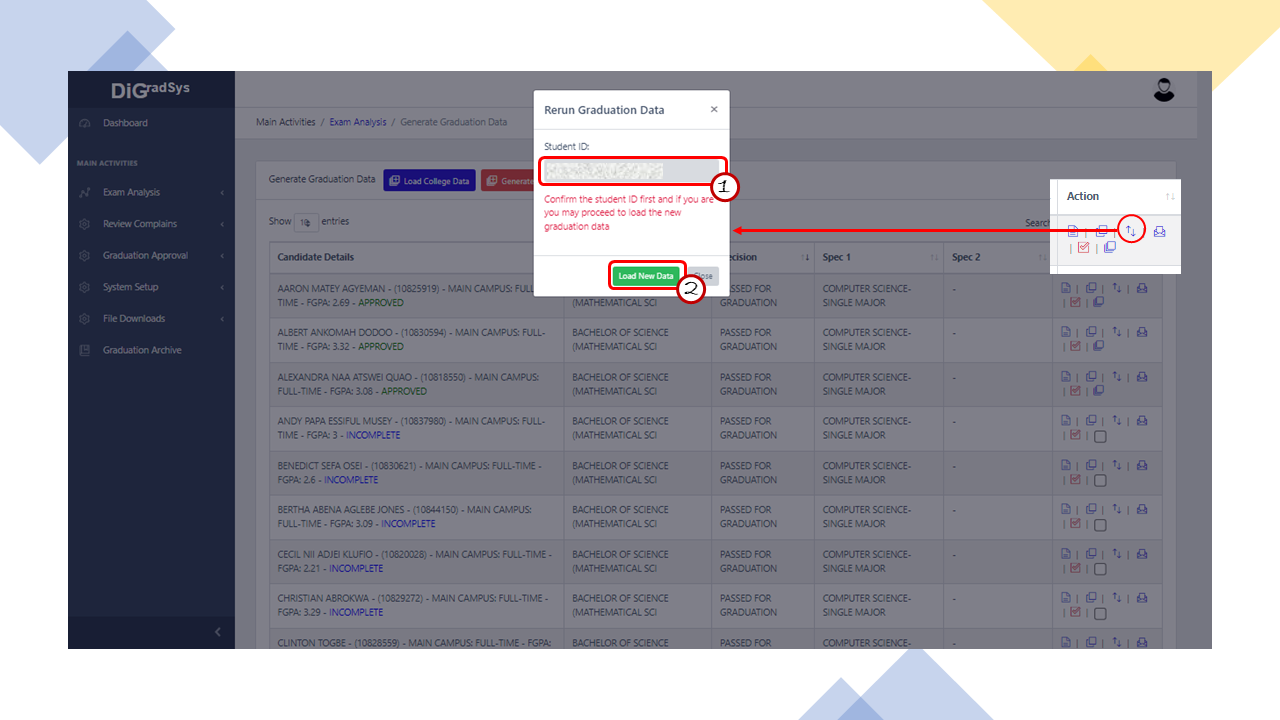 DiGradSys
Dashboard
MAIN ACTIVITIES
Exam Analysis
Review Complains
Graduation Approval
System Setup
File Downloads
Graduation Archive
Main Activities / Exam Analysis / Generate Graduation Data
Generate Graduation Data
Load College Data
Generate
Show 10 entries
Search
Rerun Graduation Data ×
Student ID:
1
Confirm the student ID first and if you are
you may proceed to load the new
graduation data
Load New Data
Close
2
Action
Candidate Details
Spec 1
Spec 2
AARON MATEY AGYEMAN - (10825919) - MAIN CAMPUS: FULL-
TIME - FGPA: 2.69 - APPROVED
(MATHEMATICAL SCI
GRADUATION
COMPUTER SCIENCE-
SINGLE MAJOR
-
ALBERT ANKOMAH DODOO - (10830594) - MAIN CAMPUS: FULL-
TIME - FGPA: 3.32 - APPROVED
BACHELOR OF SCIENCE
(MATHEMATICAL SCI
PASSED FOR
GRADUATION
COMPUTER SCIENCE-
SINGLE MAJOR
-
ALEXANDRA NAA ATSWEI QUAO - (10818550) - MAIN CAMPUS:
FULL-TIME - FGPA: 3.08 - APPROVED
BACHELOR OF SCIENCE
(MATHEMATICAL SCI
PASSED FOR
GRADUATION
COMPUTER SCIENCE-
SINGLE MAJOR
-
ANDY PAPA ESSIFUL MUSEY - (10837980) - MAIN CAMPUS: FULL-
TIME - FGPA: 3 - INCOMPLETE
BACHELOR OF SCIENCE
(MATHEMATICAL SCI
PASSED FOR
GRADUATION
COMPUTER SCIENCE-
SINGLE MAJOR
-
BENEDICT SEFA OSEI - (10830621) - MAIN CAMPUS: FULL-TIME -
FGPA: 2.6 - INCOMPLETE
BACHELOR OF SCIENCE
(MATHEMATICAL SCI
PASSED FOR
GRADUATION
COMPUTER SCIENCE-
SINGLE MAJOR
-
BERTHA ABENA AGLEBE JONES - (10844150) - MAIN CAMPUS:
FULL-TIME - FGPA: 3.09 - INCOMPLETE
BACHELOR OF SCIENCE
(MATHEMATICAL SCI
PASSED FOR
GRADUATION
COMPUTER SCIENCE-
SINGLE MAJOR
-
CECIL NII ADJEI KLUFIO - (10820028) - MAIN CAMPUS: FULL-TIME -
FGPA: 2.21 - INCOMPLETE
BACHELOR OF SCIENCE
(MATHEMATICAL SCI
PASSED FOR
GRADUATION
COMPUTER SCIENCE-
SINGLE MAJOR
-
CHRISTIAN ABROKWA - (10829272) - MAIN CAMPUS: FULL-TIME -
FGPA: 3.29 - INCOMPLETE
BACHELOR OF SCIENCE
(MATHEMATICAL SCI
PASSED FOR
GRADUATION
COMPUTER SCIENCE-
SINGLE MAJOR
-
CLINTON TOGBE - (10828559) - MAIN CAMPUS: FULL-TIME - FGPA:
BACHELOR OF SCIENCE
PASSED FOR
COMPUTER SCIENCE-